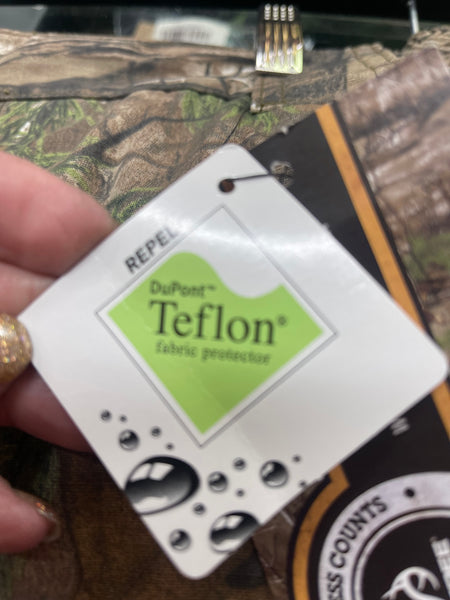 REPEL
DuPont™
Teflon®
fabric protector
ESS COUNTS